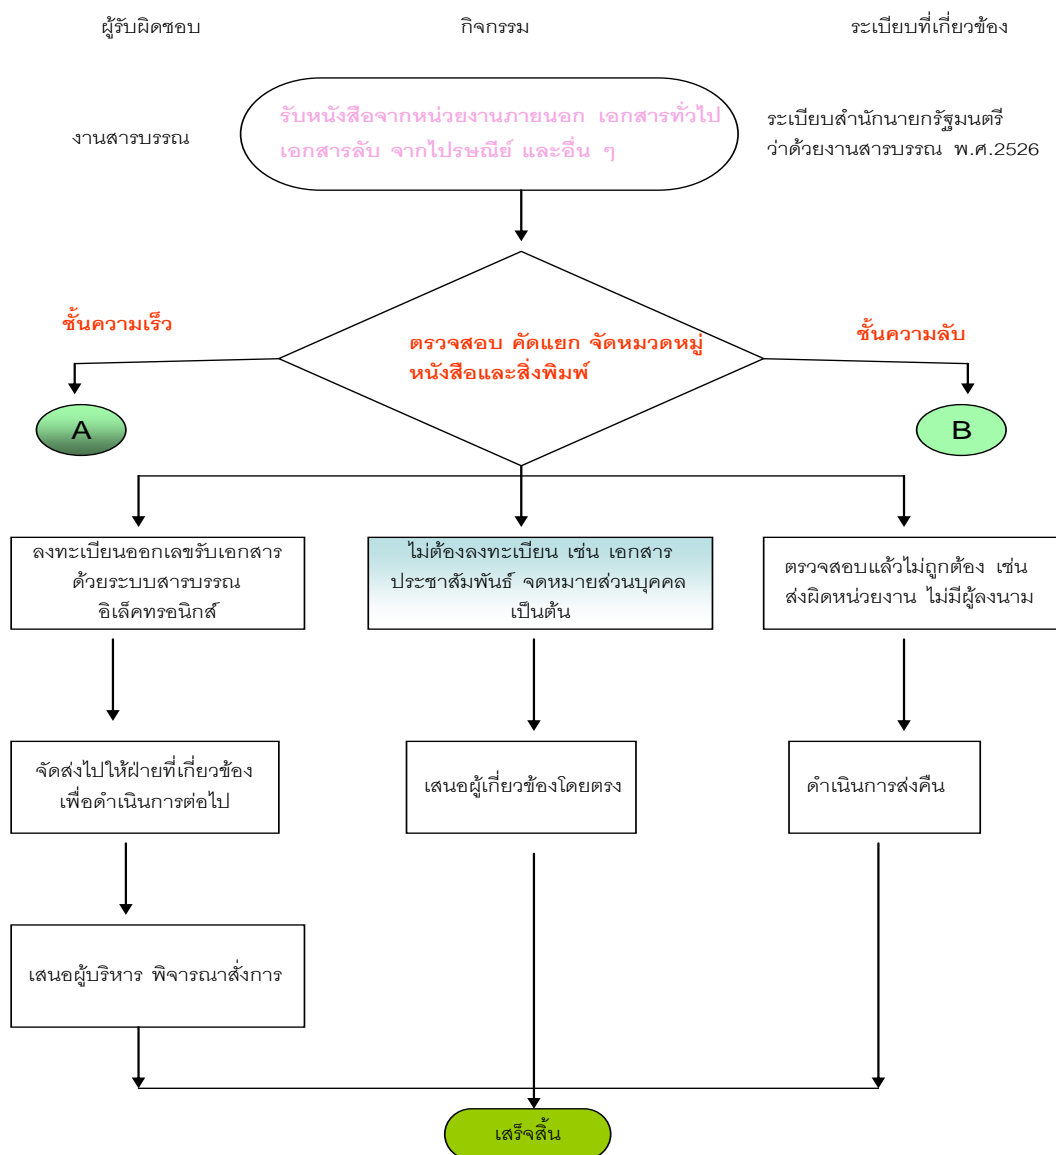 ผู้รับผิดชอบ
กิจกรรม
ระเบียบที่เกี่ยวข้อง
งานสารบรรณ
รับหนังสือจากหน่วยงานภายนอก เอกสารทั่วไป
เอกสารลับ จากไปรษณีย์ และอื่น ๆ
ระเบียบสำนักนายกรัฐมนตรี
ว่าด้วยงานสารบรรณ พ.ศ.2526
ชั้นความเร็ว
ตรวจสอบ คัดแยก จัดหมวดหมู่
หนังสือและสิ่งพิมพ์
ชั้นความลับ
A
B
ลงทะเบียนออกเลขรับเอกสาร
ด้วยระบบสารบรรณ
อิเล็คทรอนิกส์
ไม่ต้องลงทะเบียน เช่น เอกสาร
ประชาสัมพันธ์ จดหมายส่วนบุคคล
เป็นต้น
ตรวจสอบแล้วไม่ถูกต้อง เช่น
ส่งผิดหน่วยงาน ไม่มีผู้ลงนาม
จัดส่งไปให้ฝ่ายที่เกี่ยวข้อง
เพื่อดำเนินการต่อไป
เสนอผู้เกี่ยวข้องโดยตรง
ดำเนินการส่งคืน
เสนอผู้บริหาร พิจารณาสั่งการ
เสร็จสิ้น